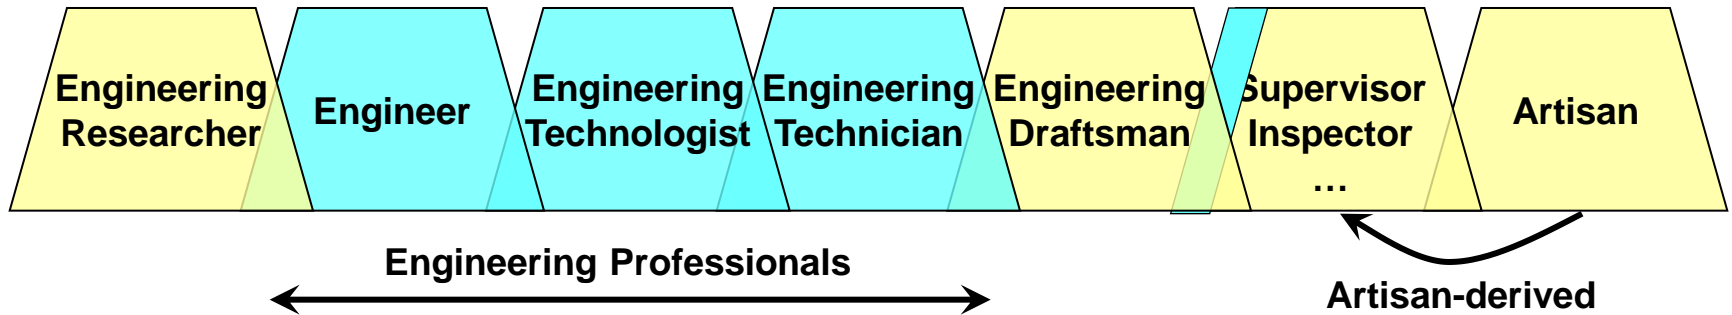 Engineering
Researcher
Engineer
Engineering
Technologist
Engineering
Technician
Engineering
Draftsman
Supervisor
Inspector
…
Artisan
Engineering Professionals
Artisan-derived